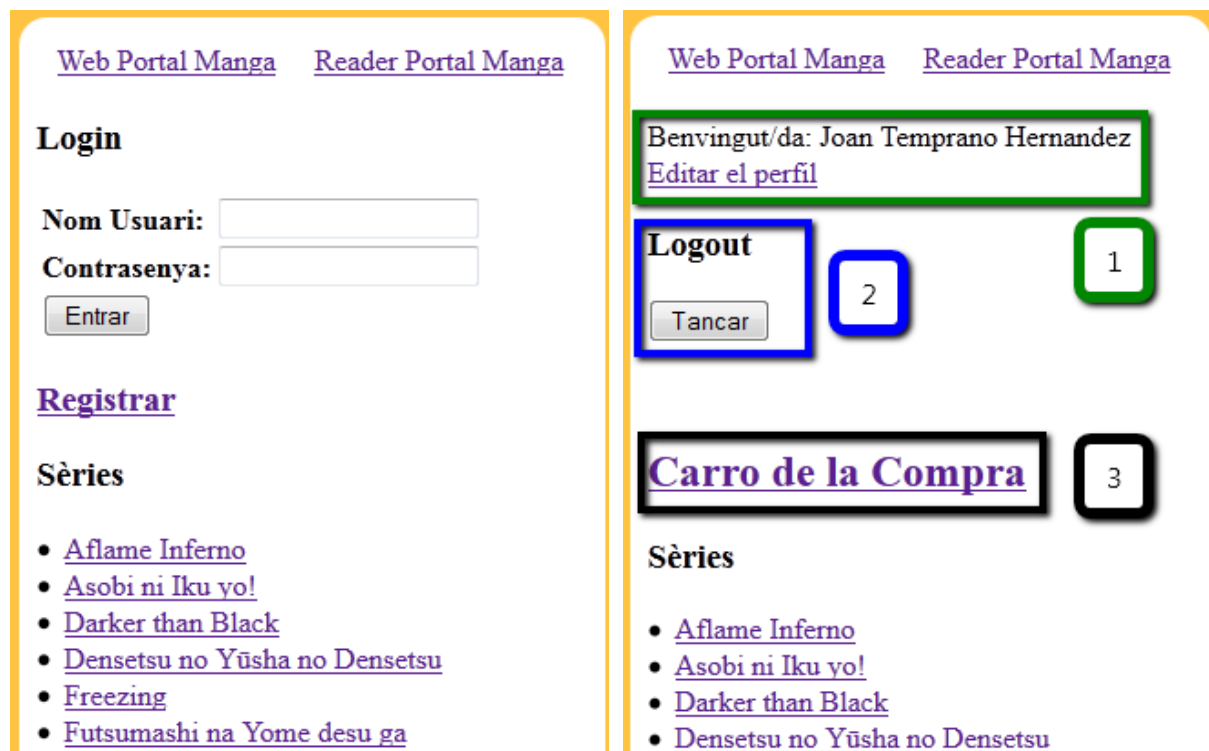 Web Portal Manga Reader Portal Manga
Login
Nom Usuari:
Contrasenya:
Entrar
Registrar
Sèries
Aflame Inferno
Asobi ni Iku yo!
Darker than Black
Densetsu no Yūsha no Densetsu
Freezing
Futsumashi na Yome desu ga
Web Portal Manga Reader Portal Manga
Benvingut/da: Joan Temprano Hernandez
Editar el perfil
1
Logout
2
Tancar
Carro de la Compra
3
Sèries
Aflame Inferno
Asobi ni Iku yo!
Darker than Black
Densetsu no Yūsha no Densetsu